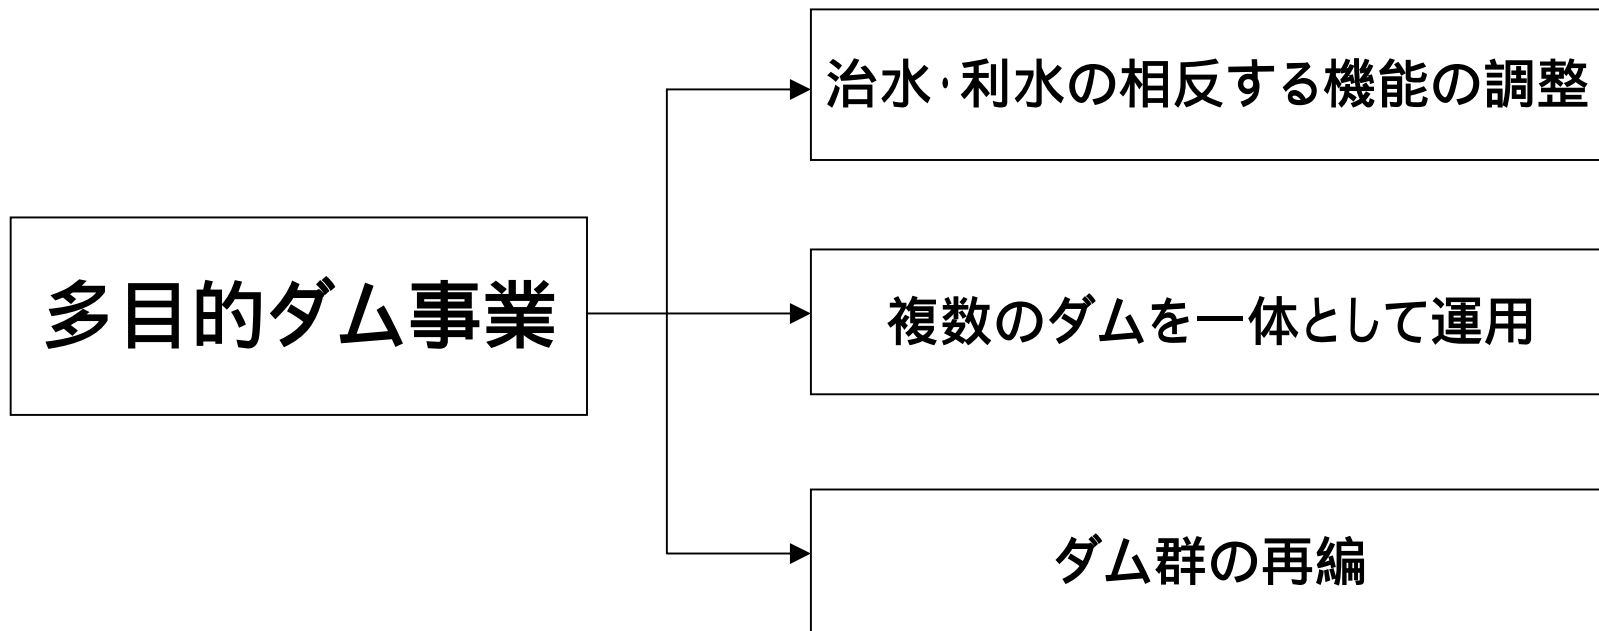 多目的ダム事業
治水・利水の相反する機能の調整
複数のダムを一体として運用
ダム群の再編